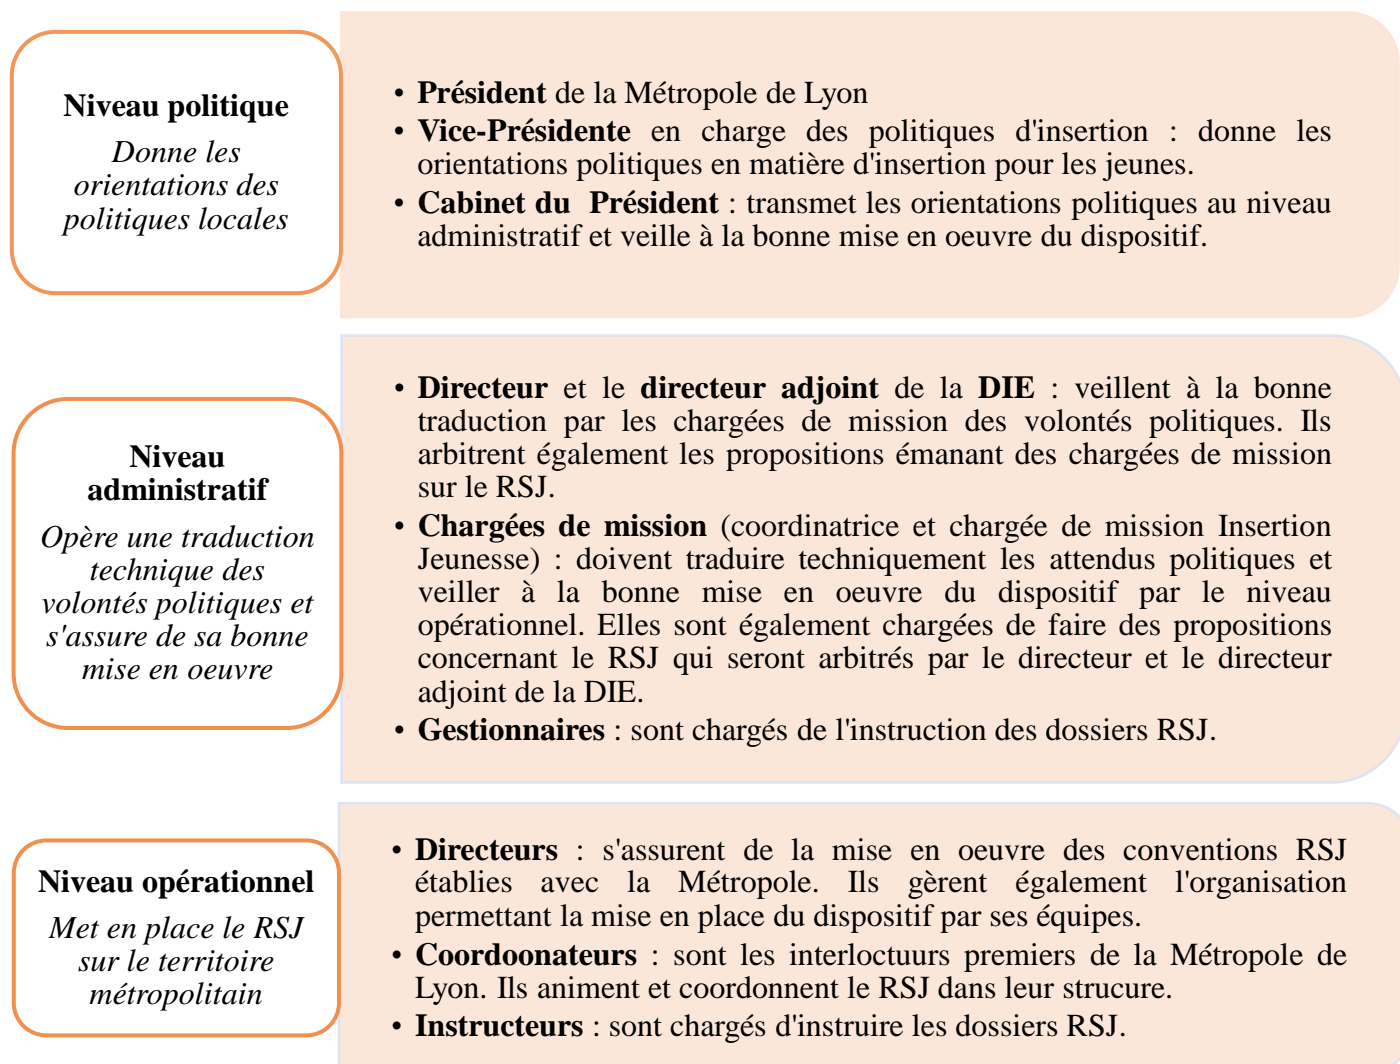 Niveau politique
Donne les
orientations des
politiques locales
• Président de la Métropole de Lyon
• Vice-Présidente en charge des politiques d'insertion : donne les
orientations politiques en matière d'insertion pour les jeunes.
• Cabinet du Président : transmet les orientations politiques au niveau
administratif et veille à la bonne mise en oeuvre du dispositif.
Niveau
administratif
Opère une traduction
technique des
volontés politiques et
s'assure de sa bonne
mise en oeuvre
• Directeur et le directeur adjoint de la DIE : veillent à la bonne
traduction par les chargées de mission des volontés politiques. Ils
arbitrent également les propositions émanant des chargées de mission
sur le RSJ.
• Chargées de mission (coordinatrice et chargée de mission Insertion
Jeunesse) : doivent traduire techniquement les attendus politiques et
veiller à la bonne mise en oeuvre du dispositif par le niveau
opérationnel. Elles sont également chargées de faire des propositions
concernant le RSJ qui seront arbitrés par le directeur et le directeur
adjoint de la DIE.
• Gestionnaires : sont chargés de l'instruction des dossiers RSJ.
Niveau opérationnel
Met en place le RSJ
sur le territoire
métropolitain
• Directeurs : s'assurent de la mise en oeuvre des conventions RSJ
établies avec la Métropole. Ils gèrent également l'organisation
permettant la mise en place du dispositif par ses équipes.
• Coordoonateurs : sont les interloctuurs premiers de la Métropole de
Lyon. Ils animent et coordonnent le RSJ dans leur strucure.
• Instructeurs : sont chargés d'instruire les dossiers RSJ.